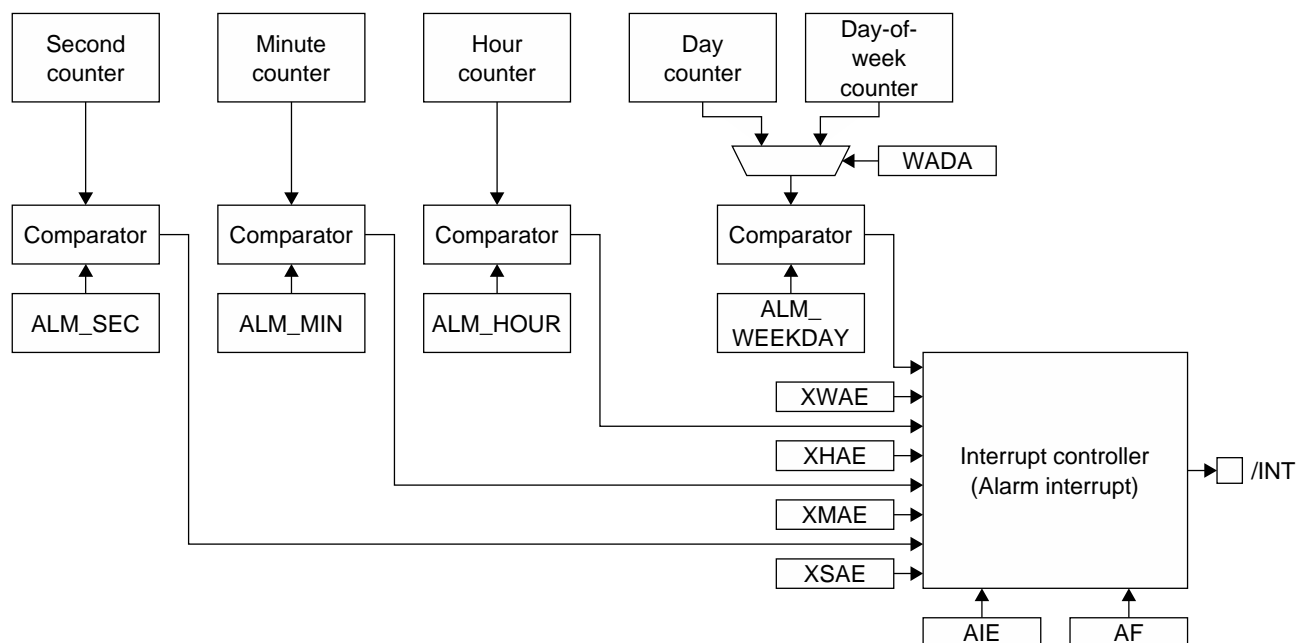 Second
counter
Minute
counter
Hour
counter
Day
counter
Day-of-
week
counter
WADA
Comparator
Comparator
Comparator
Comparator
ALM_SEC
ALM_MIN
ALM_HOUR
ALM_
WEEKDAY
XWAE
XHAE
XMAE
XSAE
Interrupt controller
(Alarm interrupt)
/INT
AIE
AF